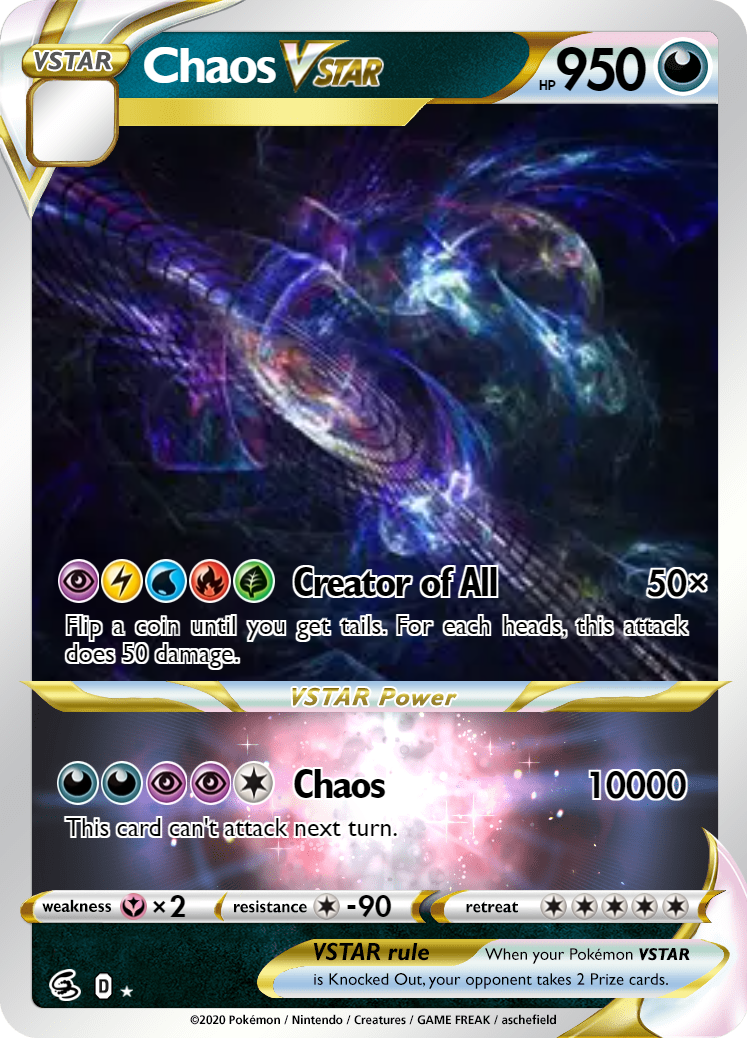 VSTAR
Chaos VSTAR
HP 950
Creator of All 50×
Flip a coin until you get tails. For each heads, this attack
does 50 damage.
VSTAR Power
Chaos 10000
This card can't attack next turn.
weakness ×2 resistance -90 retreat
VSTAR rule When your Pokémon VSTAR
is Knocked Out, your opponent takes 2 Prize cards.
D
©2020 Pokémon / Nintendo / Creatures / GAME FREAK / aschefield